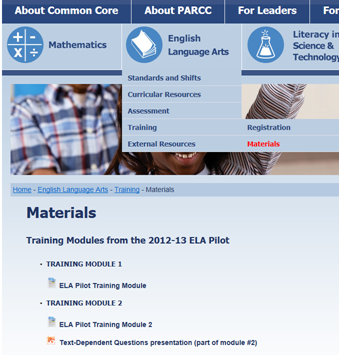 About Common Core About PARCC For Leaders For
Mathematics
English
Language Arts
Literacy in
Science &
Technology
Standards and Shifts
Curricular Resources
Assessment
Training Registration
External Resources Materials
Home - English Language Arts - Training - Materials
Materials
Training Modules from the 2012-13 ELA Pilot
• TRAINING MODULE 1
ELA Pilot Training Module
• TRAINING MODULE 2
ELA Pilot Training Module 2
Text-Dependent Questions presentation (part of module #2)